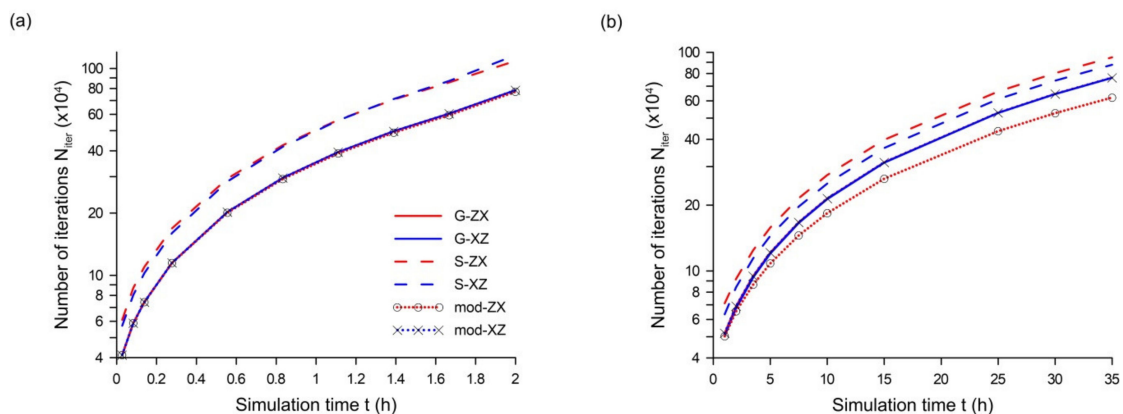 (a)
Number of iterations N_iter (x10⁴)
100
80
60
40
20
10
8
6
4
0 0.2 0.4 0.6 0.8 1 1.2 1.4 1.6 1.8 2
Simulation time t (h)
G-ZX
G-XZ
S-ZX
S-XZ
mod-ZX
mod-XZ
(b)
Number of iterations N_iter (x10⁴)
100
80
60
40
20
10
8
6
4
0 5 10 15 20 25 30 35
Simulation time t (h)